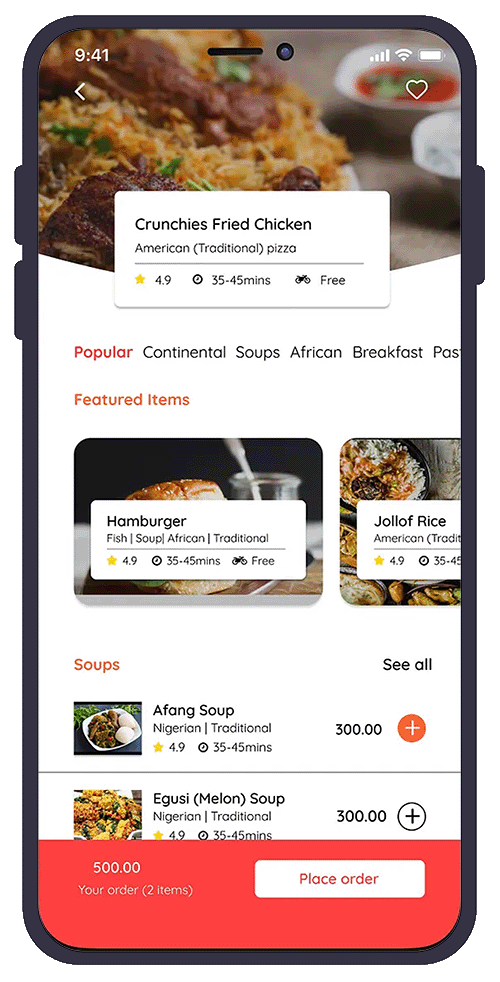 9:41
Crunchies Fried Chicken
American (Traditional) pizza
4.9 35-45mins Free
Popular Continental Soups African Breakfast Past
Featured Items
Hamburger
Fish | Soup| African | Traditional
4.9 35-45mins Free
Jollof Rice
American (Tradit
4.9 35-45
Soups See all
Afang Soup
Nigerian | Traditional
4.9 35-45mins
300.00
Egusi (Melon) Soup
Nigerian | Traditional
4.9 35-45mins
300.00
500.00
Your order (2 items)
Place order